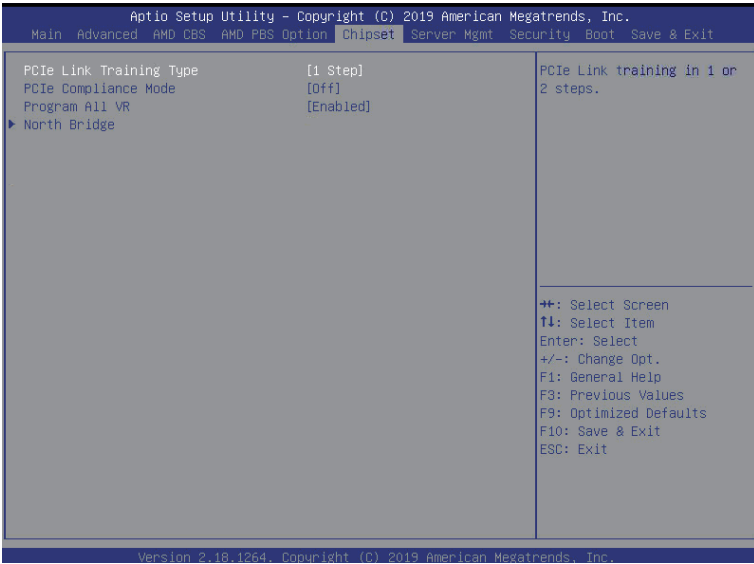 Aptio Setup Utility – Copyright (C) 2019 American Megatrends, Inc.
Main Advanced AMD CBS AMD PBS Option Chipset Server Mgmt Security Boot Save & Exit
PCIe Link Training Type [1 Step]
PCIe Compliance Mode [Off]
Program All VR [Enabled]
▶ North Bridge
PCIe Link training in 1 or
2 steps.
→←: Select Screen
↑↓: Select Item
Enter: Select
+/-: Change Opt.
F1: General Help
F3: Previous Values
F9: Optimized Defaults
F10: Save & Exit
ESC: Exit
Version 2.18.1264. Copyright (C) 2019 American Megatrends, Inc.